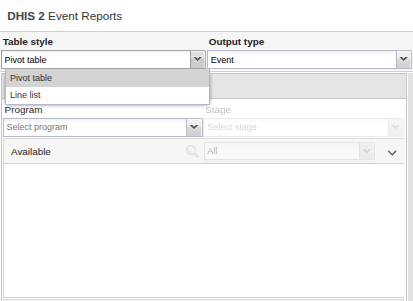 DHIS 2 Event Reports
Table style Output type
Pivot table Event
Pivot table
Line list
Program Stage
Select program Select stage
Available All